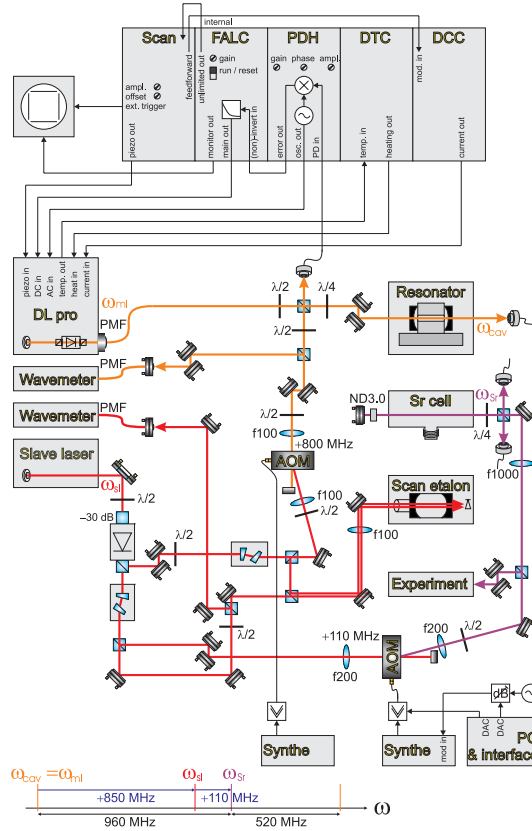 internal
Scan
FALC
PDH
DTC
DCC
feedforward
unlimited out
gain
run / reset
gain phase ampl.
mod. in
ampl.
offset
ext. trigger
piezo out
monitor out
main out
(non)-invert in
error out
osc. out
PD in
temp. in
heating out
current out
piezo in
DC in
AC in
temp. out
heat in
current in
DL pro
ωml
PMF
λ/2
λ/4
λ/2
Resonator
ωcav
PMF
Wavemeter
PMF
Wavemeter
λ/2
f100
+800 MHz
AOM
ND3.0
Sr cell
ωSr
λ/4
f1000
Slave laser
ωsl
λ/2
−30 dB
f100
λ/2
Scan etalon
f100
λ/2
Experiment
λ/2
+110 MHz
f200
AOM
f200
λ/2
Synthe
Synthe
mod in
dB
DAC
DAC
PC
& interface
ωcav =ωml
ωsl
ωSr
+850 MHz
+110 MHz
ω
960 MHz
520 MHz